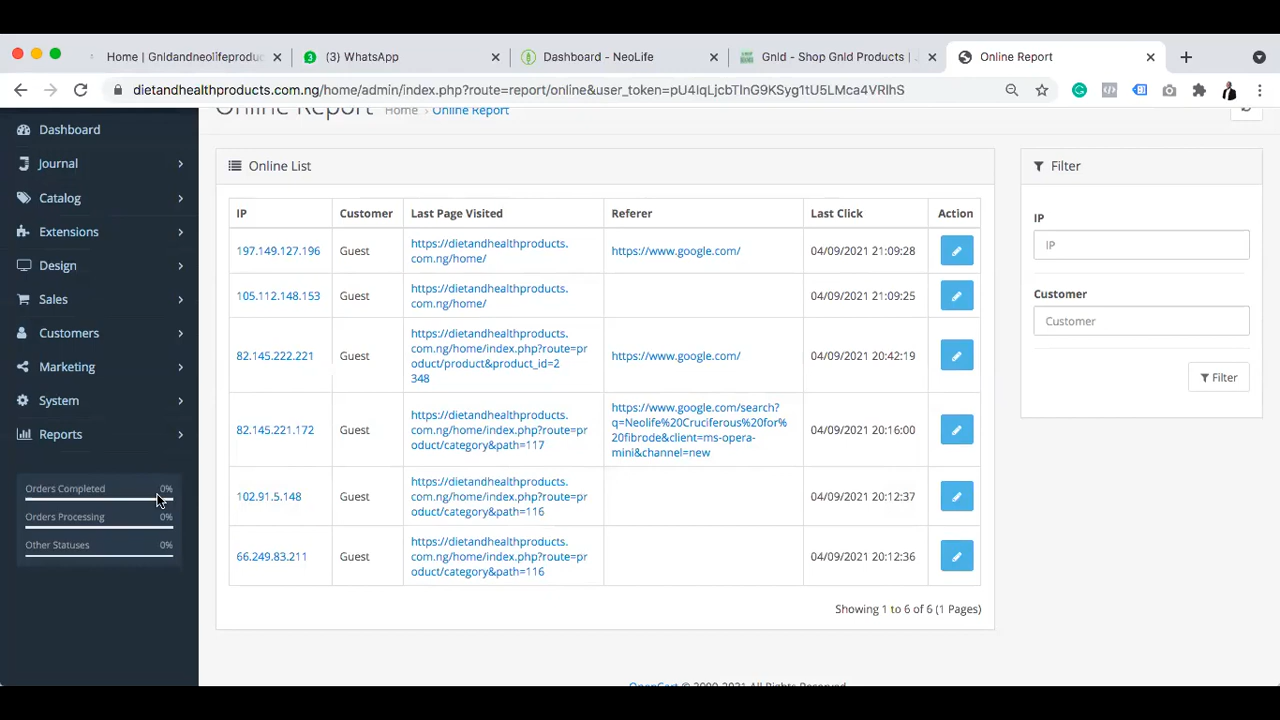 Home | Gnldandneolifeproduc
(3) WhatsApp
Dashboard - NeoLife
Gnld - Shop Gnld Products |
Online Report
dietandhealthproducts.com.ng/home/admin/index.php?route=report/online&user_token=pU4IqLjcbTInG9KSyg1tU5LMca4VRlhS
Online Report
Home
Online Report
Dashboard
Journal
Catalog
Extensions
Design
Sales
Customers
Marketing
System
Reports
Orders Completed 0%
Orders Processing 0%
Other Statuses 0%
Online List
IP Customer Last Page Visited Referer Last Click Action
197.149.127.196 Guest https://dietandhealthproducts. https://www.google.com/ 04/09/2021 21:09:28
com.ng/home/
105.112.148.153 Guest https://dietandhealthproducts. 04/09/2021 21:09:25
com.ng/home/
82.145.222.221 Guest https://dietandhealthproducts. https://www.google.com/ 04/09/2021 20:42:19
com.ng/home/index.php?route=pr
oduct/product&product_id=2
348
82.145.221.172 Guest https://dietandhealthproducts. https://www.google.com/search? 04/09/2021 20:16:00
com.ng/home/index.php?route=pr q=Neolife%20Cruciferous%20for%
oduct/category&path=117 20fibrode&client=ms-opera-
mini&channel=new
102.91.5.148 Guest https://dietandhealthproducts. 04/09/2021 20:12:37
com.ng/home/index.php?route=pr
oduct/category&path=116
66.249.83.211 Guest https://dietandhealthproducts. 04/09/2021 20:12:36
com.ng/home/index.php?route=pr
oduct/category&path=116
Showing 1 to 6 of 6 (1 Pages)
Filter
IP
IP
Customer
Customer
Filter
OpenCart © 2009-2021 All Rights Reserved.